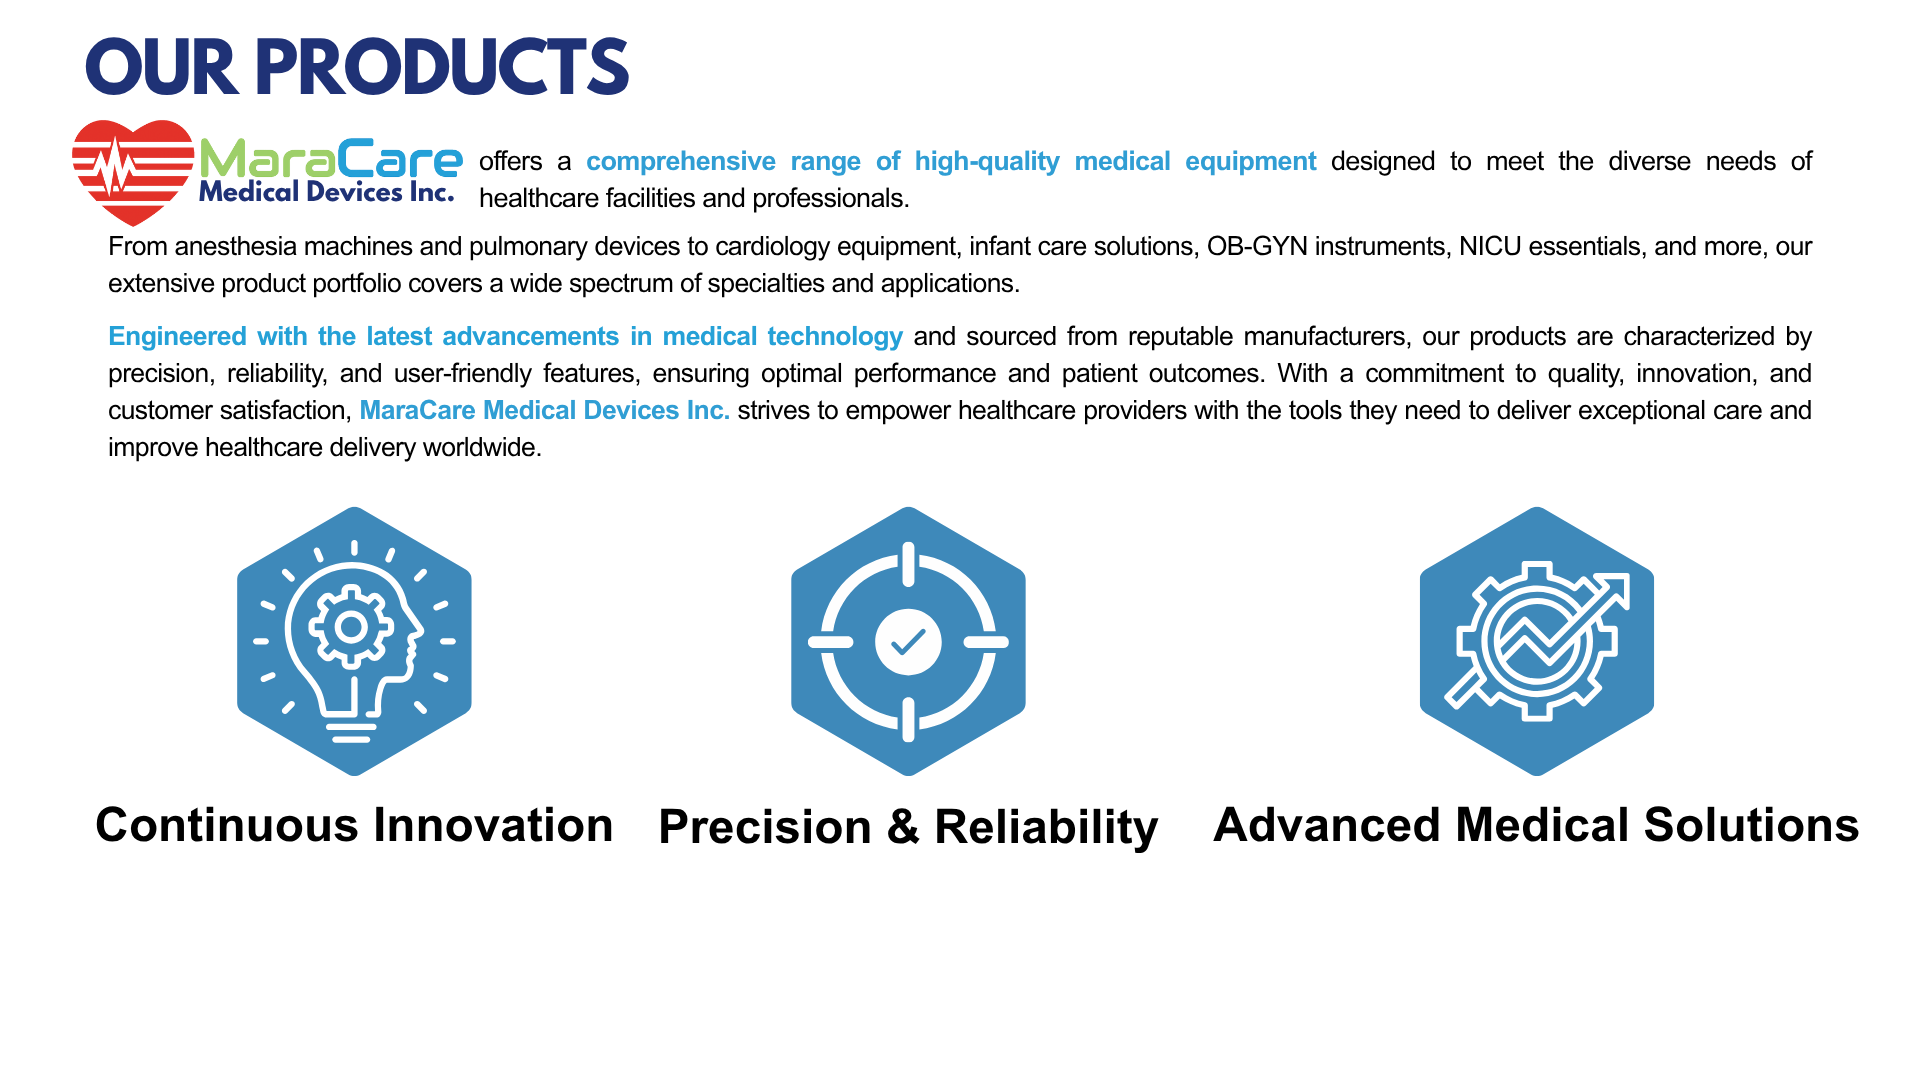 OUR PRODUCTS
MaraCare
Medical Devices Inc.
offers a comprehensive range of high-quality medical equipment designed to meet the diverse needs of
healthcare facilities and professionals.
From anesthesia machines and pulmonary devices to cardiology equipment, infant care solutions, OB-GYN instruments, NICU essentials, and more, our
extensive product portfolio covers a wide spectrum of specialties and applications.
Engineered with the latest advancements in medical technology and sourced from reputable manufacturers, our products are characterized by
precision, reliability, and user-friendly features, ensuring optimal performance and patient outcomes. With a commitment to quality, innovation, and
customer satisfaction, MaraCare Medical Devices Inc. strives to empower healthcare providers with the tools they need to deliver exceptional care and
improve healthcare delivery worldwide.
Continuous Innovation
Precision & Reliability
Advanced Medical Solutions